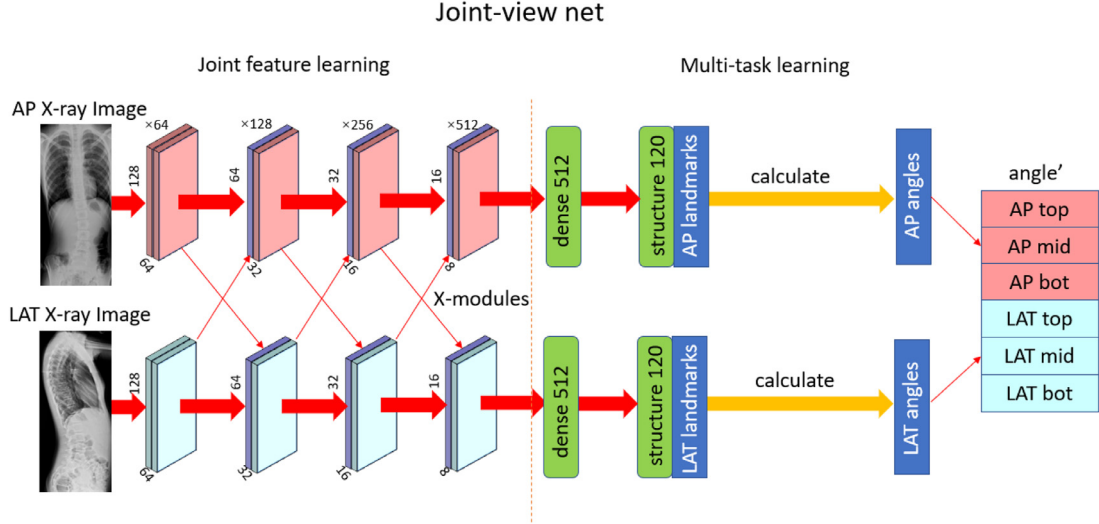 Joint-view net
Joint feature learning
Multi-task learning
AP X-ray Image
×64
×128
×256
×512
128
64
32
16
64
32
16
8
dense 512
structure 120
AP landmarks
calculate
AP angles
angle’
AP top
AP mid
AP bot
LAT top
LAT mid
LAT bot
X-modules
LAT X-ray Image
128
64
32
16
64
32
16
8
dense 512
structure 120
LAT landmarks
calculate
LAT angles